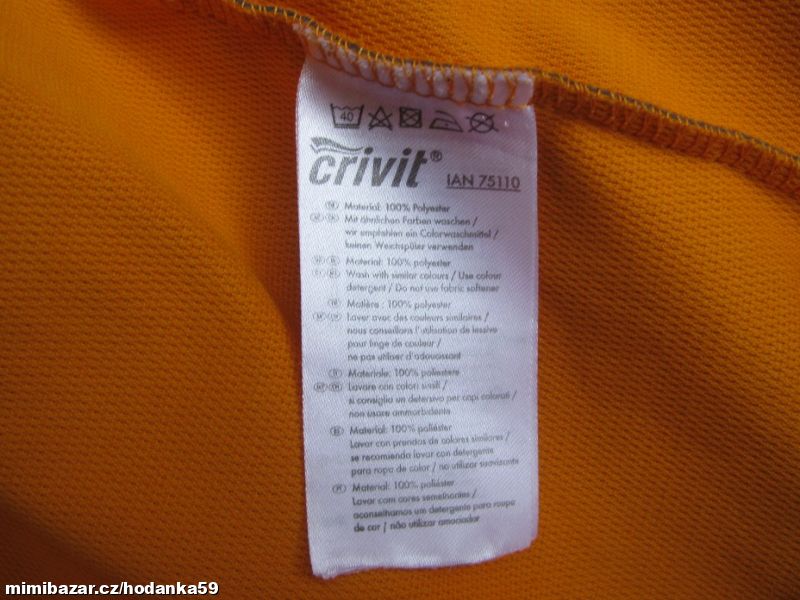 40
crivit®
IAN 75110
Material: 100% Polyester
Mit ähnlichen Farben waschen /
wir empfehlen ein Colorwaschmittel /
keinen Weichspüler verwenden
Material: 100% polyester
Wash with similar colours / Use colour
detergent / Do not use fabric softener
Matière : 100% polyester
Laver avec des couleurs similaires /
nous conseillons l'utilisation de lessive
pour linge de couleur /
ne pas utiliser d'adoucissant
Materiale: 100% poliestere
Lavare con colori simili /
si consiglia un detersivo per capi colorati /
non usare ammorbidente
Material: 100% poliéster
Lavar con prendas de colores similares /
se recomienda lavar con detergente
para ropa de color / no utilizar suavizante
Material: 100% poliéster
Lavar com cores semelhantes /
aconselhamos um detergente para roupa
de cor / não utilizar amaciador
mimibazar.cz/hodanka59